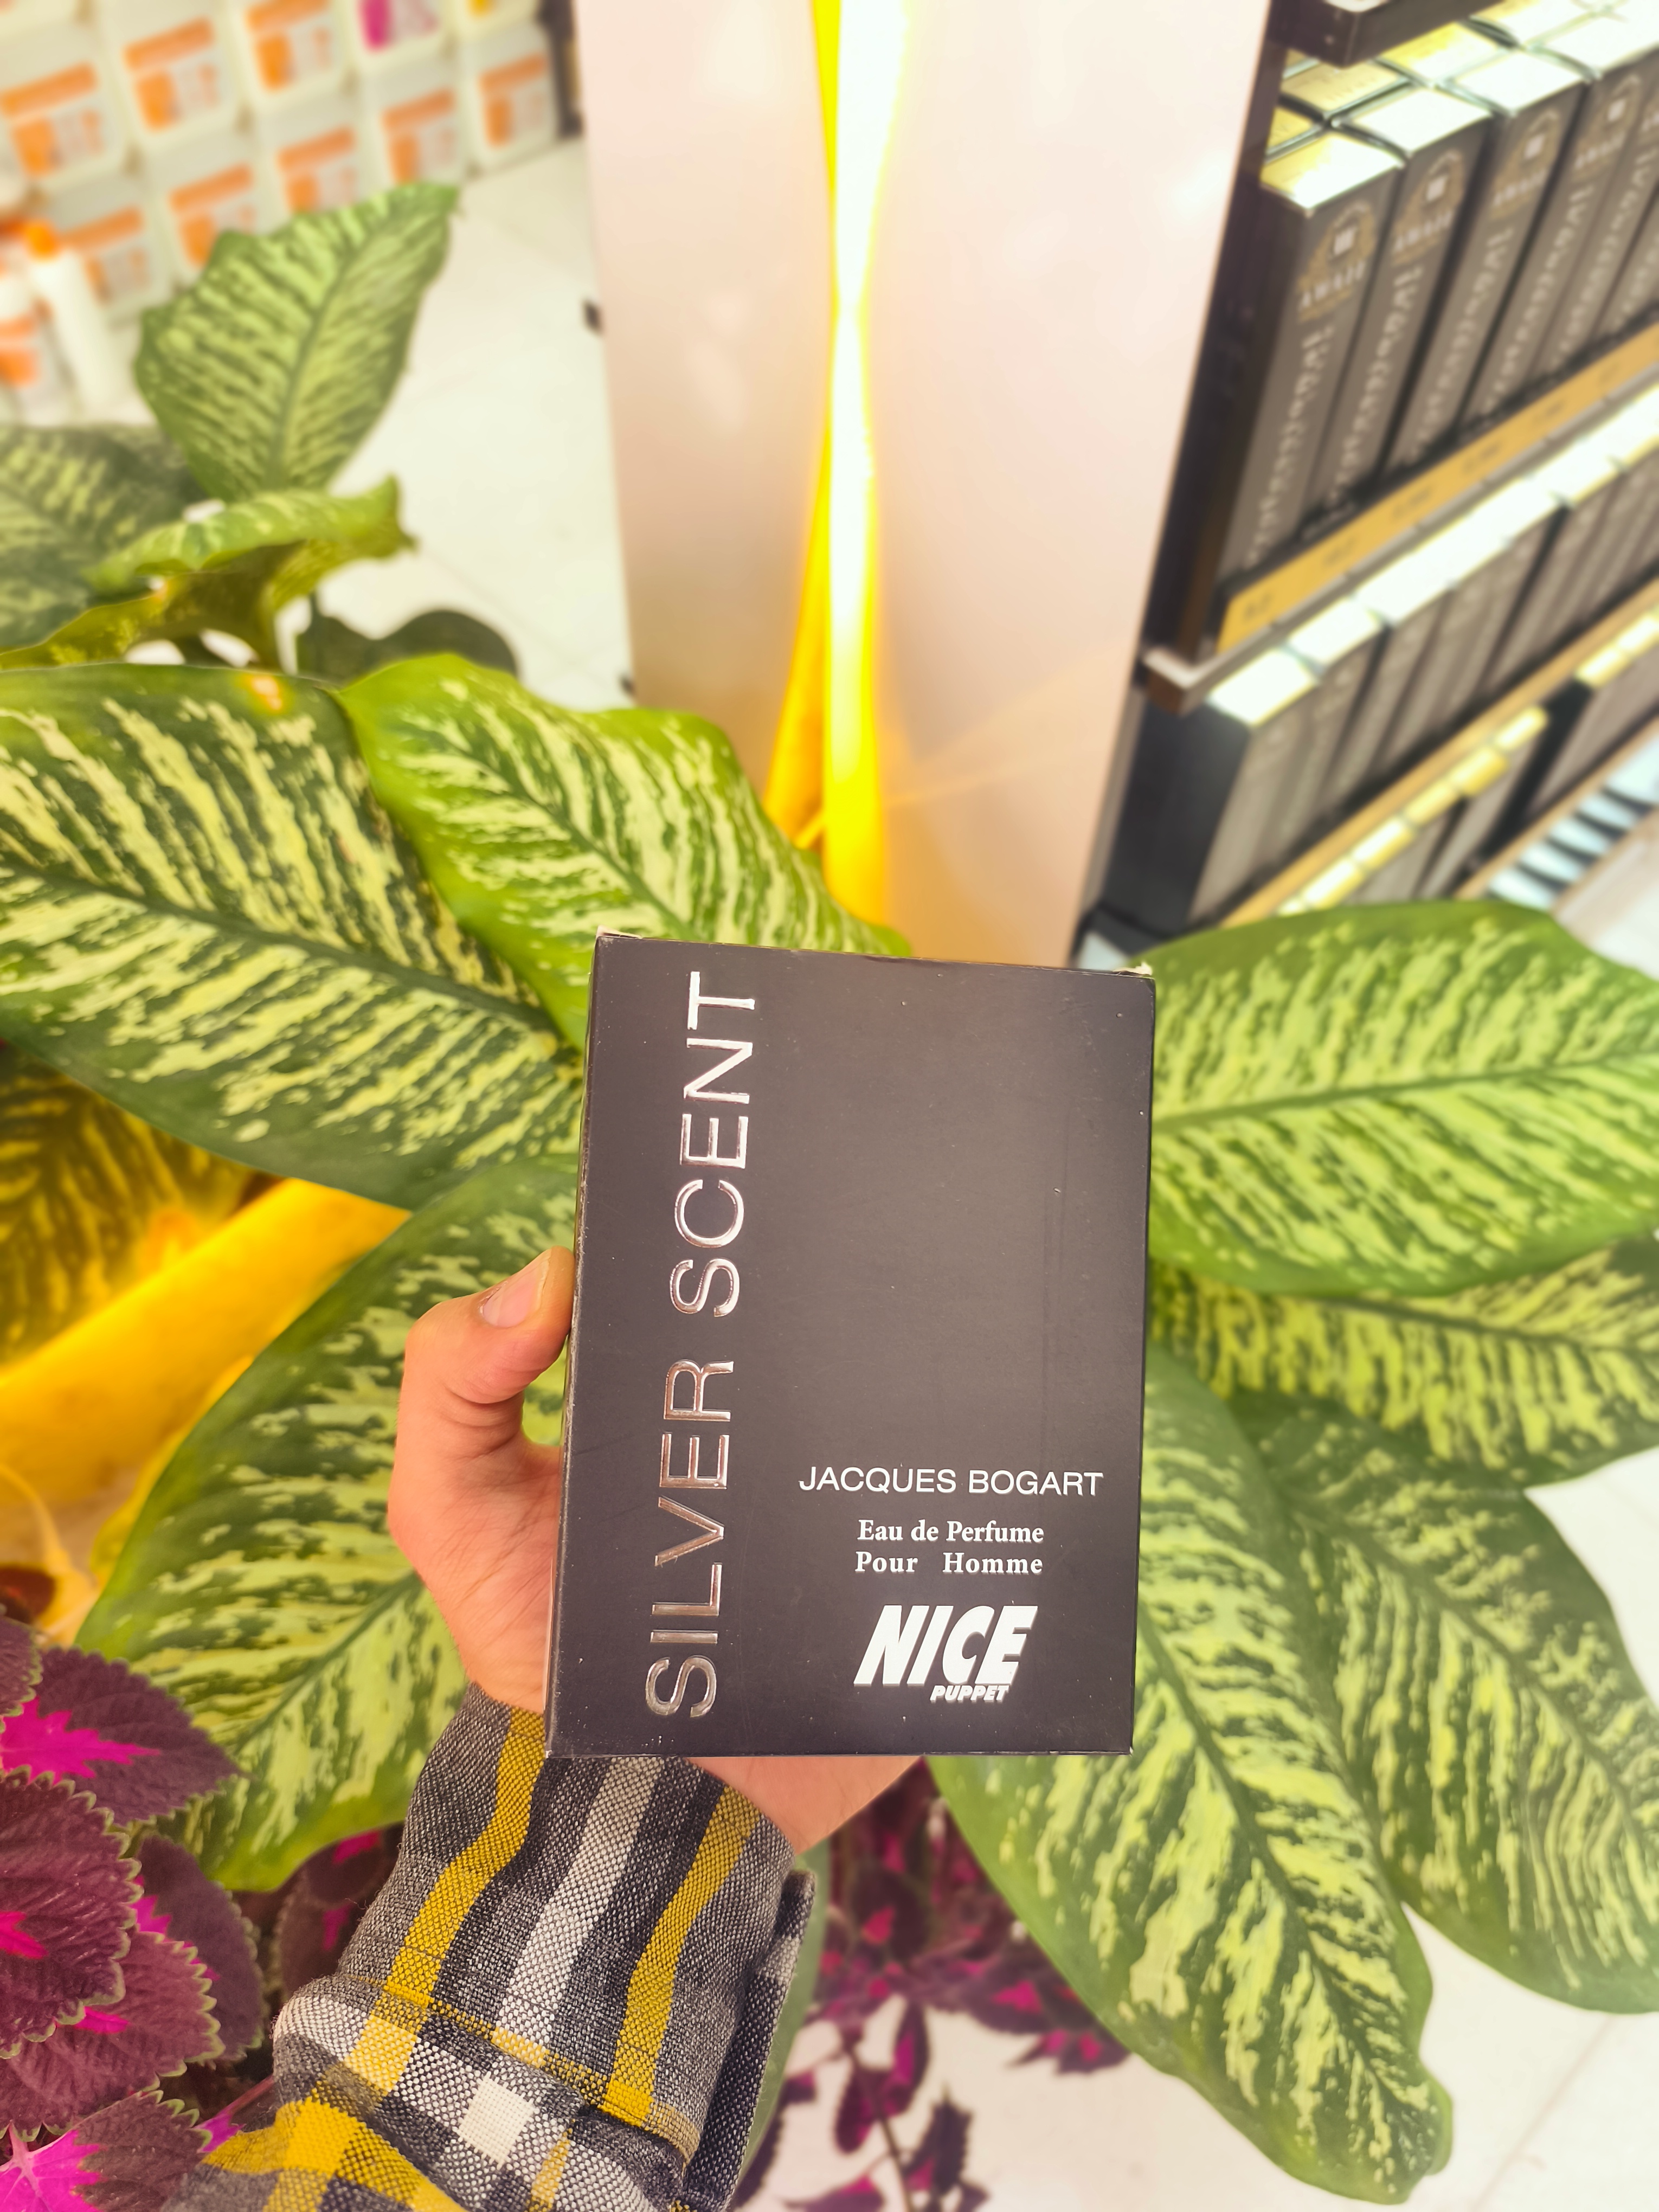 SILVER SCENT
JACQUES BOGART
Eau de Perfume
Pour Homme
NICE
PUPPET